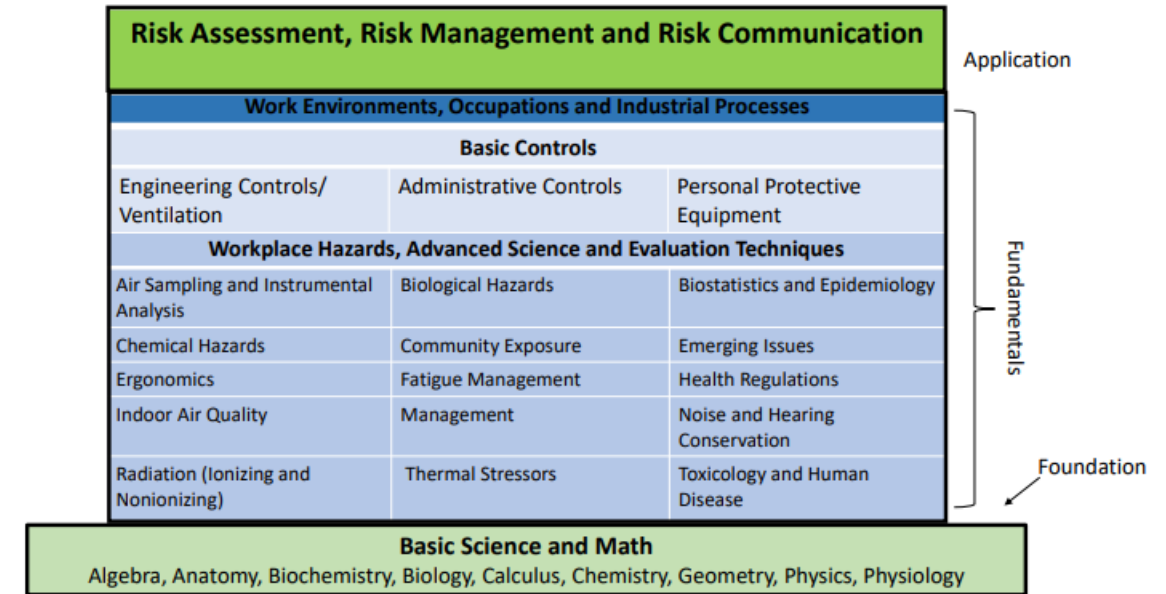 Risk Assessment, Risk Management and Risk Communication
Application
Work Environments, Occupations and Industrial Processes
Basic Controls
Engineering Controls/
Ventilation
Administrative Controls
Personal Protective
Equipment
Workplace Hazards, Advanced Science and Evaluation Techniques
Air Sampling and Instrumental
Analysis
Biological Hazards
Biostatistics and Epidemiology
Chemical Hazards
Community Exposure
Emerging Issues
Ergonomics
Fatigue Management
Health Regulations
Indoor Air Quality
Management
Noise and Hearing
Conservation
Radiation (Ionizing and
Nonionizing)
Thermal Stressors
Toxicology and Human
Disease
Fundamentals
Foundation
Basic Science and Math
Algebra, Anatomy, Biochemistry, Biology, Calculus, Chemistry, Geometry, Physics, Physiology